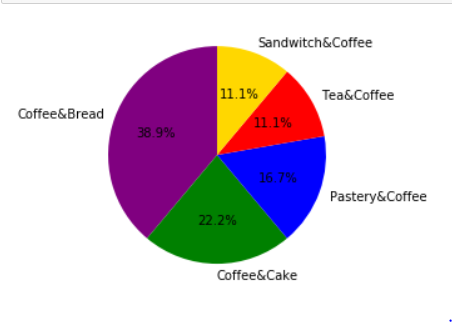 Sandwitch&Coffee
11.1%
Tea&Coffee
11.1%
Coffee&Bread
38.9%
16.7%
Pastery&Coffee
22.2%
Coffee&Cake